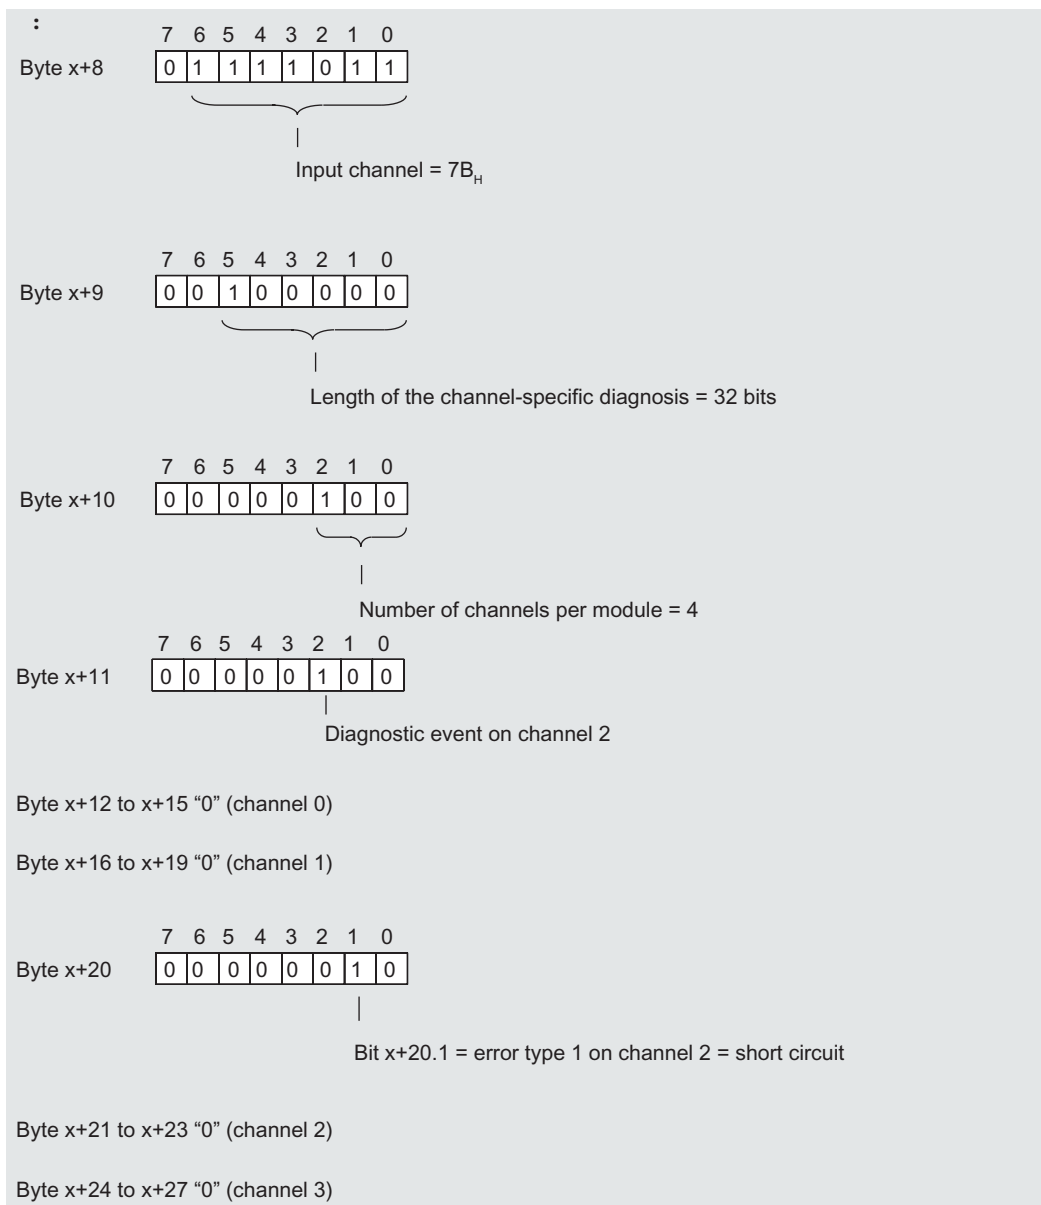 :
7 6 5 4 3 2 1 0
Byte x+8 0 1 1 1 1 0 1 1
Input channel = 7BH
7 6 5 4 3 2 1 0
Byte x+9 0 0 1 0 0 0 0 0
Length of the channel-specific diagnosis = 32 bits
7 6 5 4 3 2 1 0
Byte x+10 0 0 0 0 0 1 0 0
Number of channels per module = 4
7 6 5 4 3 2 1 0
Byte x+11 0 0 0 0 0 1 0 0
Diagnostic event on channel 2
Byte x+12 to x+15 “0” (channel 0)
Byte x+16 to x+19 “0” (channel 1)
7 6 5 4 3 2 1 0
Byte x+20 0 0 0 0 0 0 1 0
Bit x+20.1 = error type 1 on channel 2 = short circuit
Byte x+21 to x+23 “0” (channel 2)
Byte x+24 to x+27 “0” (channel 3)